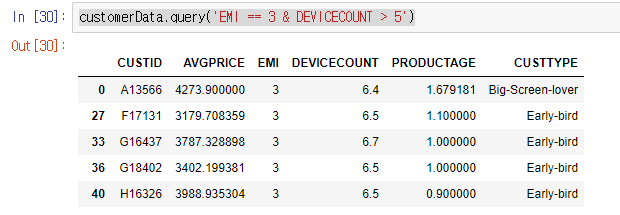 In [30]: customerData.query('EMI == 3 & DEVICECOUNT > 5')
Out[30]:
CUSTID AVGPRICE EMI DEVICECOUNT PRODUCTAGE CUSTTYPE
0 A13566 4273.900000 3 6.4 1.679181 Big-Screen-lover
27 F17131 3179.708359 3 6.5 1.100000 Early-bird
33 G16437 3787.328898 3 6.7 1.000000 Early-bird
36 G18402 3402.199381 3 6.5 1.000000 Early-bird
40 H16326 3988.935304 3 6.5 0.900000 Early-bird